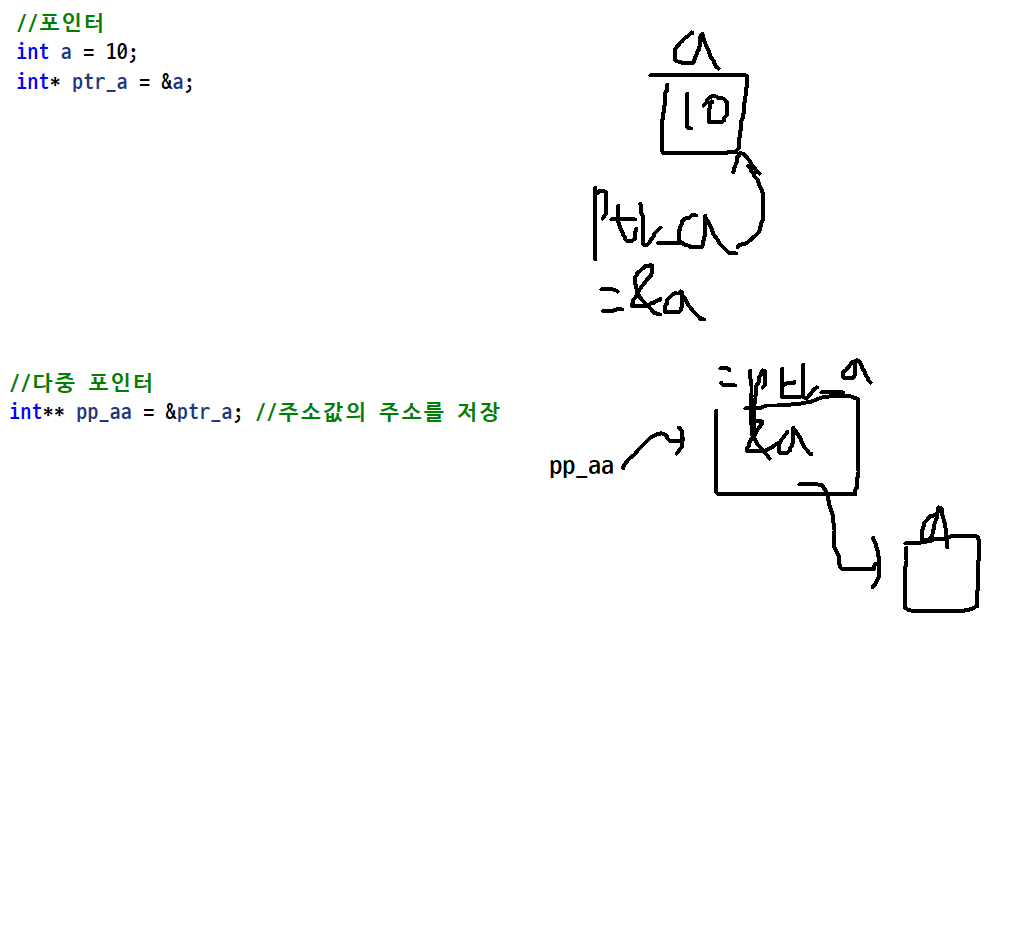 //포인터
int a = 10;
int* ptr_a = &a;
a
10
ptr_a
=&a
//다중 포인터
int** pp_aa = &ptr_a; //주소값의 주소를 저장
=ptr_a
&a
pp_aa
a